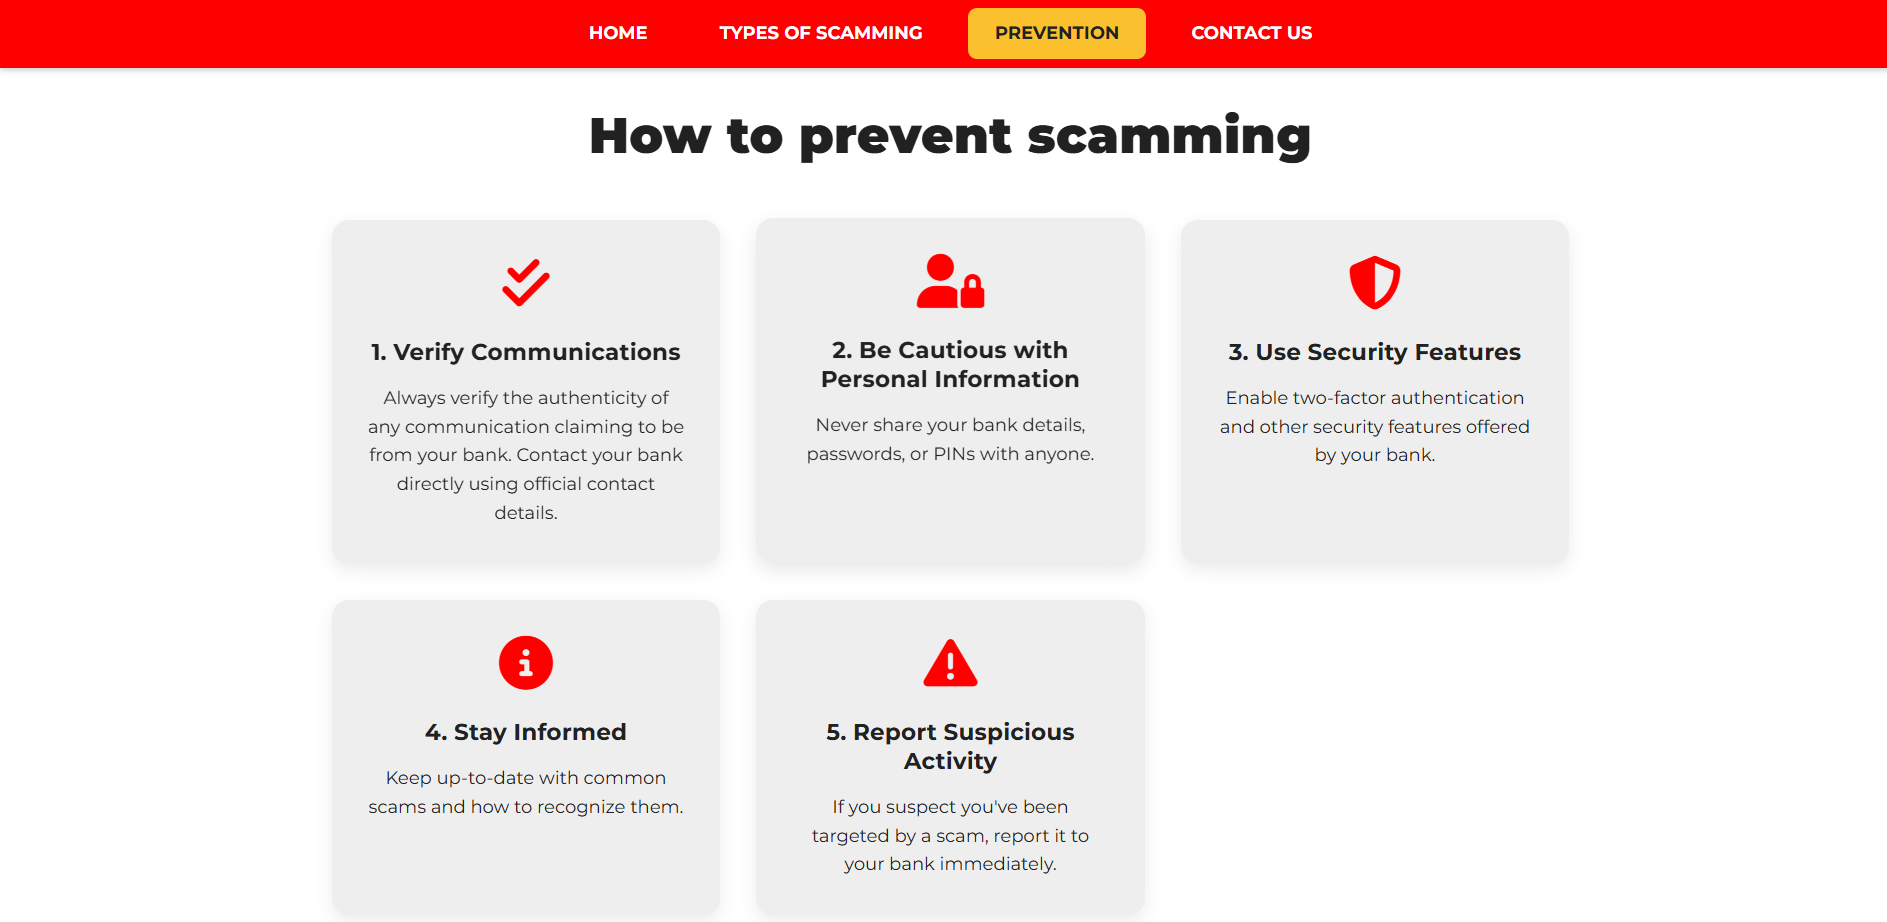 HOME
TYPES OF SCAMMING
PREVENTION
CONTACT US
How to prevent scamming
1. Verify Communications
Always verify the authenticity of
any communication claiming to be
from your bank. Contact your bank
directly using official contact
details.
2. Be Cautious with
Personal Information
Never share your bank details,
passwords, or PINs with anyone.
3. Use Security Features
Enable two-factor authentication
and other security features offered
by your bank.
4. Stay Informed
Keep up-to-date with common
scams and how to recognize them.
5. Report Suspicious
Activity
If you suspect you've been
targeted by a scam, report it to
your bank immediately.